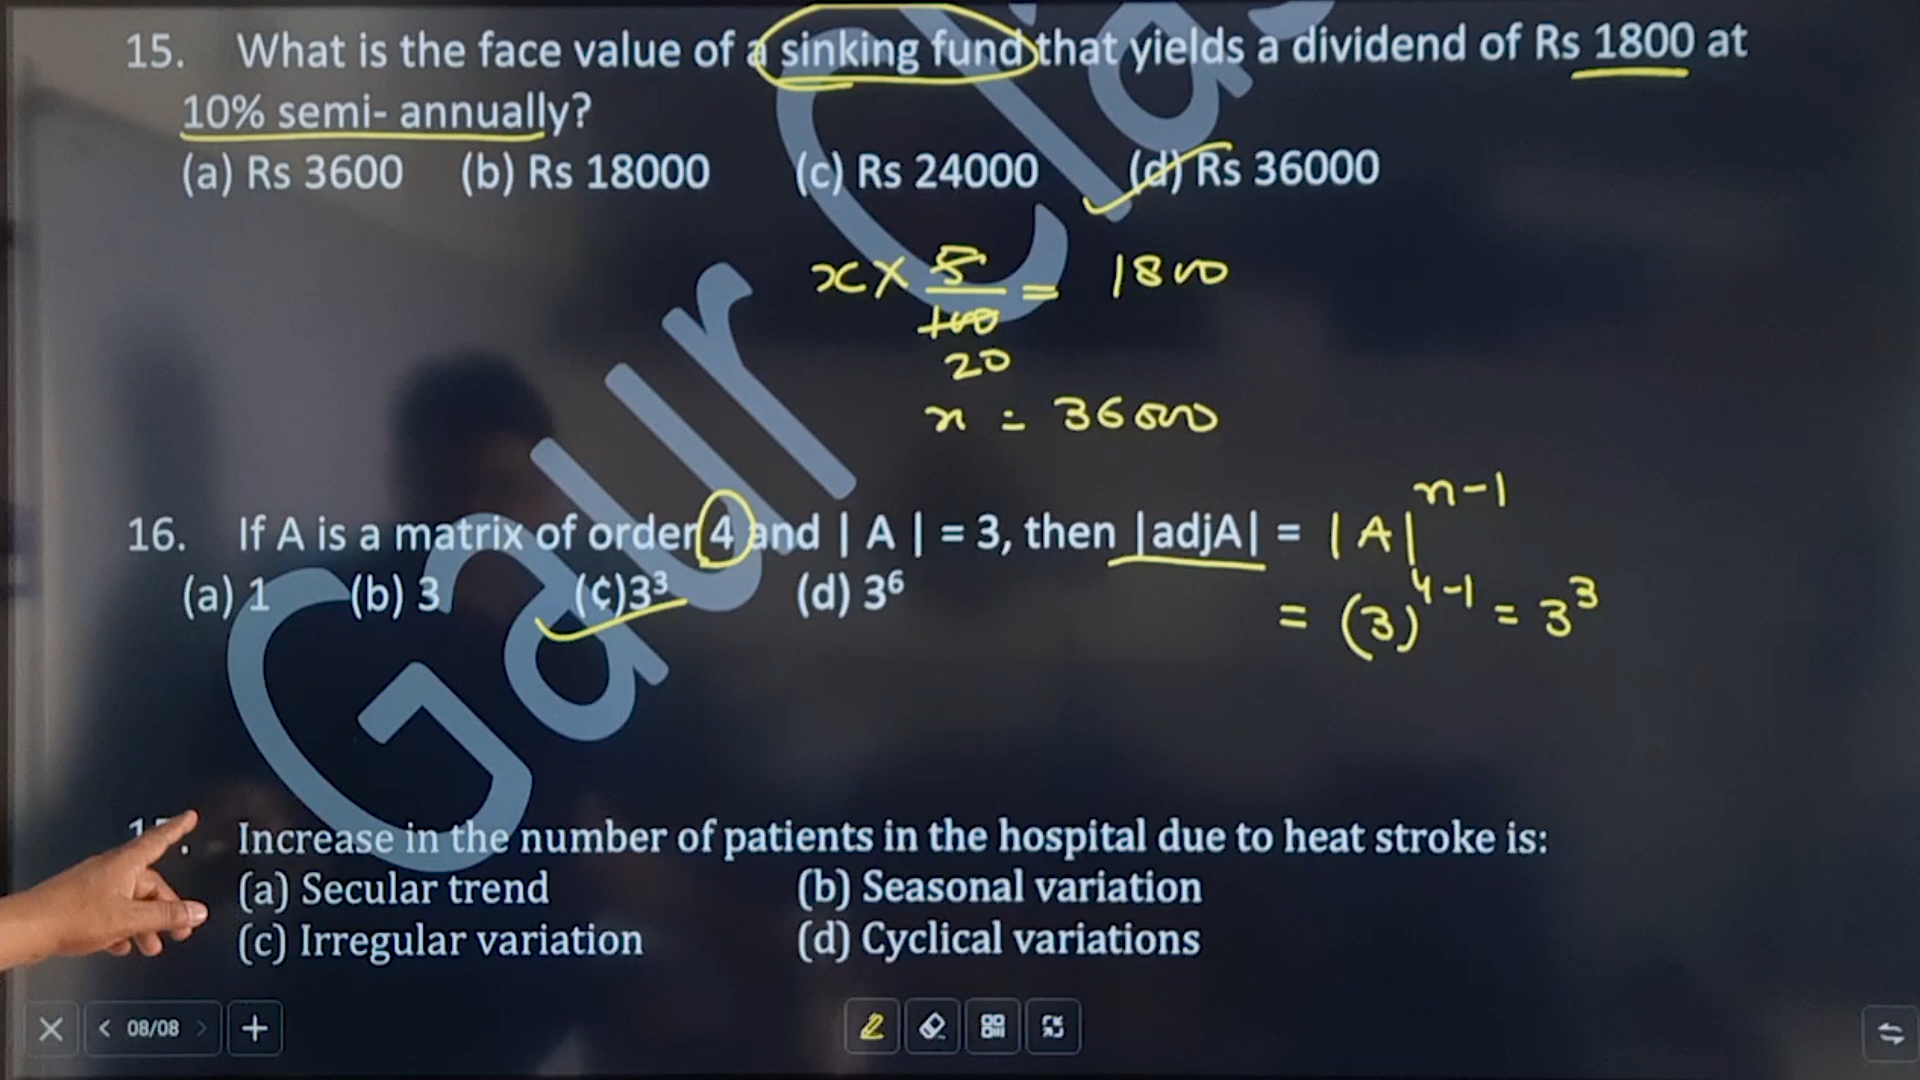 15. What is the face value of a sinking fund that yields a dividend of Rs 1800 at
10% semi- annually?
(a) Rs 3600 (b) Rs 18000 (c) Rs 24000 (d) Rs 36000
x × 5/100 = 1800
20
x = 36000
16. If A is a matrix of order 4 and | A | = 3, then |adjA| = |A|ⁿ⁻¹
(a) 1 (b) 3 (c)3³ (d) 3⁶
= (3)⁴⁻¹ = 3³
Increase in the number of patients in the hospital due to heat stroke is:
(a) Secular trend (b) Seasonal variation
(c) Irregular variation (d) Cyclical variations
08/08
Gaur